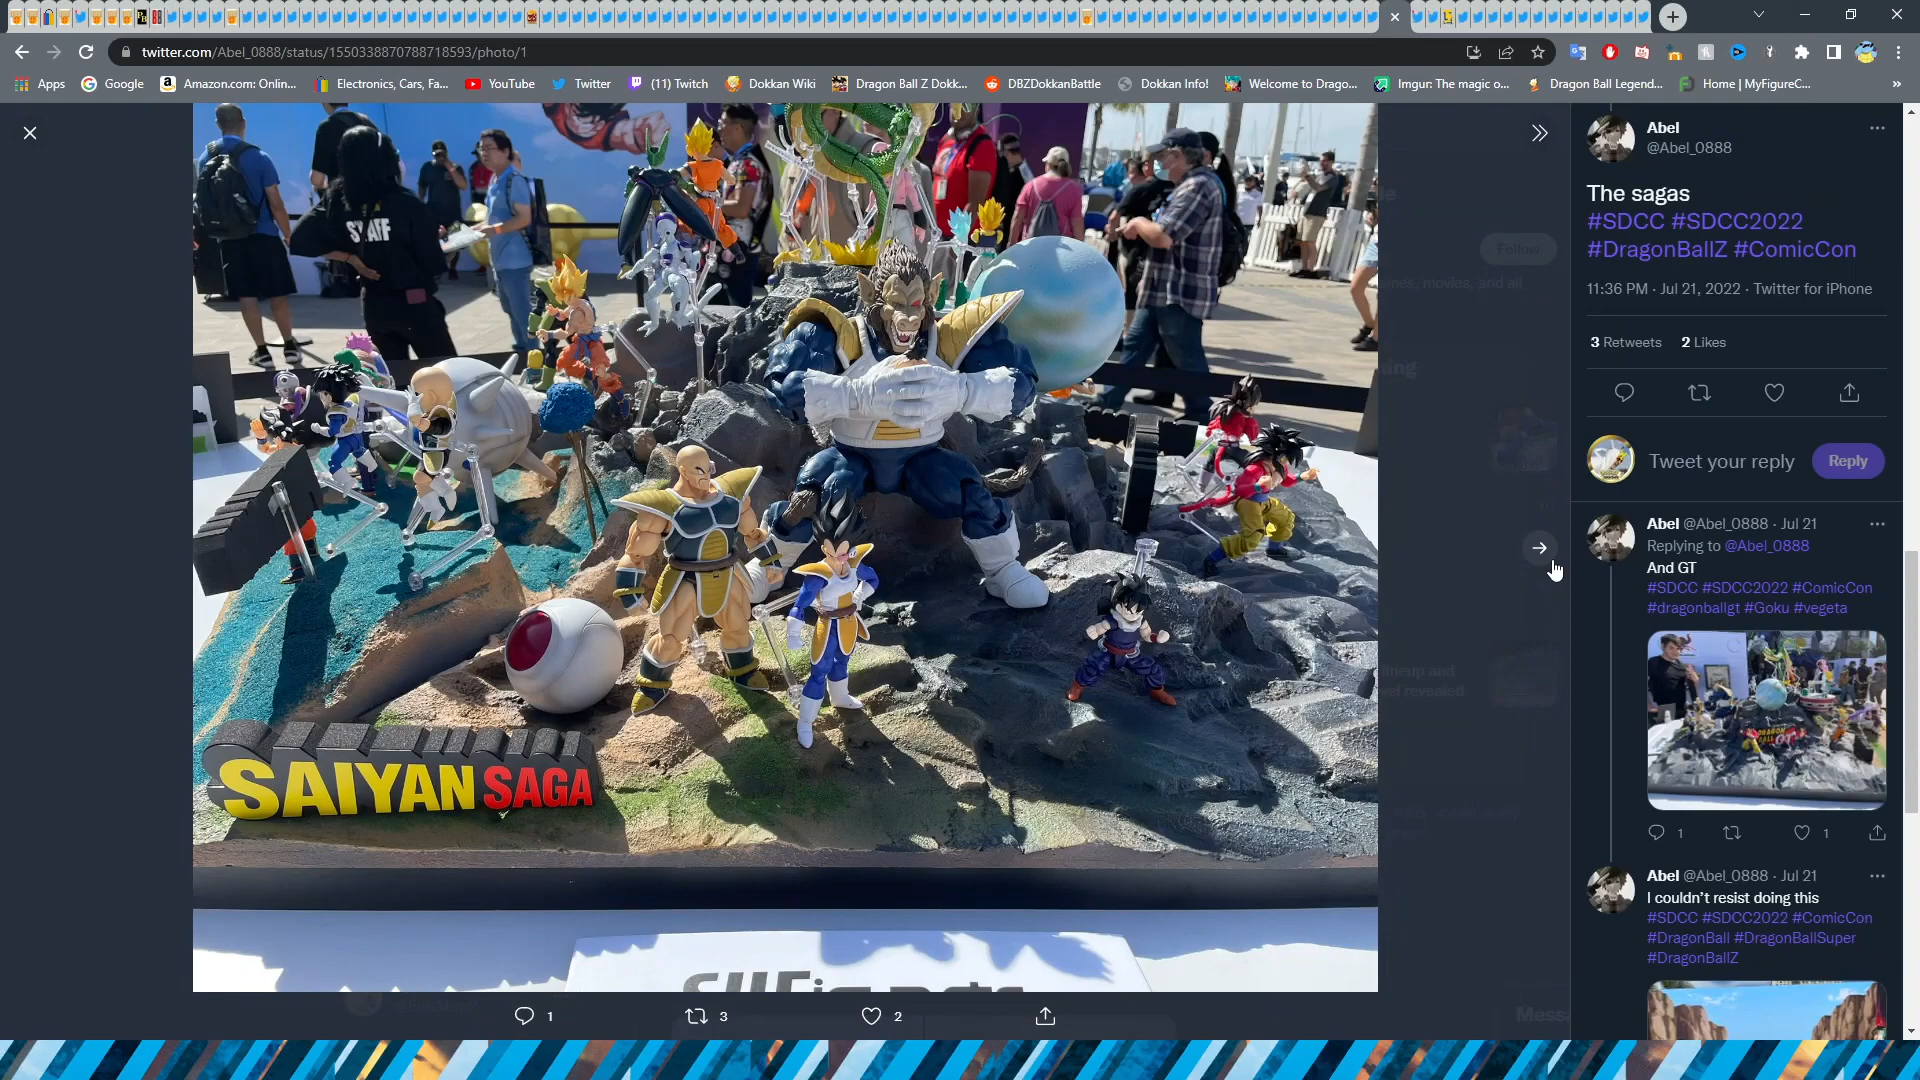 twitter.com/Abel_0888/status/1550338870788718593/photo/1
Apps
Google
Amazon.com: Onlin...
Electronics, Cars, Fa...
YouTube
Twitter
(11) Twitch
Dokkan Wiki
Dragon Ball Z Dokk...
DBZDokkanBattle
Dokkan Info!
Welcome to Drago...
Imgur: The magic o...
Dragon Ball Legend...
Home | MyFigureC...
»
STAFF
SAIYAN SAGA
S.H.Figuarts
1
3
2
Follow
Abel
@Abel_0888
The sagas
#SDCC #SDCC2022
#DragonBallZ #ComicCon
11:36 PM · Jul 21, 2022 · Twitter for iPhone
3 Retweets 2 Likes
Tweet your reply
Reply
Abel @Abel_0888 · Jul 21
Replying to @Abel_0888
And GT
#SDCC #SDCC2022 #ComicCon
#dragonballgt #Goku #vegeta
DRAGON BALL GT
1
1
Abel @Abel_0888 · Jul 21
I couldn't resist doing this
#SDCC #SDCC2022 #ComicCon
#DragonBall #DragonBallSuper
#DragonBallZ